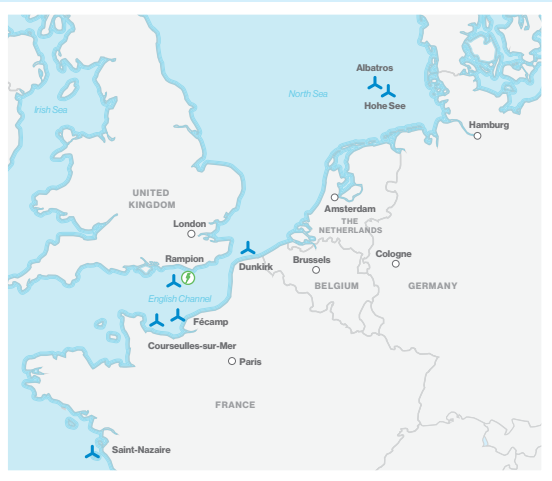 Albatros
North Sea
Hohe See
Irish Sea
Hamburg
UNITED
KINGDOM
Amsterdam
THE
NETHERLANDS
London
Rampion
Dunkirk
Brussels
Cologne
BELGIUM
GERMANY
English Channel
Fécamp
Courseulles-sur-Mer
Paris
FRANCE
Saint-Nazaire